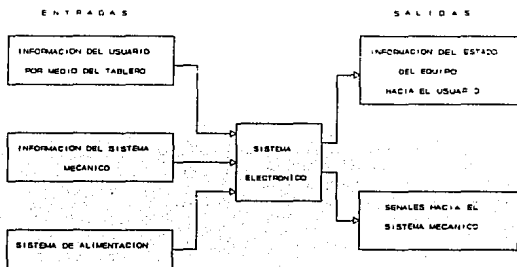 ENTRAGAS
SALIDAS
INFORMACION DEL USUARIO
POR MEDIO DEL TABLERO
INFORMACION DEL SISTEMA
MECANICO
SISTEMA DE ALIMENTACION
SISTEMA
ELECTRONICO
INFORMACION DEL ESTADO
DEL EQUIPO
HACIA EL USUARIO
SENALES HACIA EL
SISTEMA MECANICO